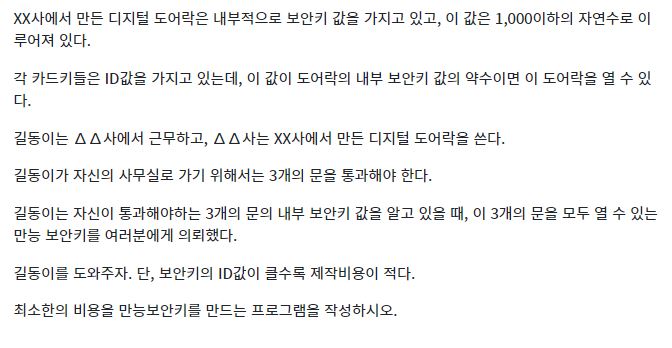 XX사에서 만든 디지털 도어락은 내부적으로 보안키 값을 가지고 있고, 이 값은 1,000이하의 자연수로 이
루어져 있다.
각 카드키들은 ID값을 가지고 있는데, 이 값이 도어락의 내부 보안키 값의 약수이면 이 도어락을 열 수 있
다.
길동이는 △△사에서 근무하고, △△사는 XX사에서 만든 디지털 도어락을 쓴다.
길동이가 자신의 사무실로 가기 위해서는 3개의 문을 통과해야 한다.
길동이는 자신이 통과해야하는 3개의 문의 내부 보안키 값을 알고 있을 때, 이 3개의 문을 모두 열 수 있는
만능 보안키를 여러분에게 의뢰했다.
길동이를 도와주자. 단, 보안키의 ID값이 클수록 제작비용이 적다.
최소한의 비용을 만능보안키를 만드는 프로그램을 작성하시오.